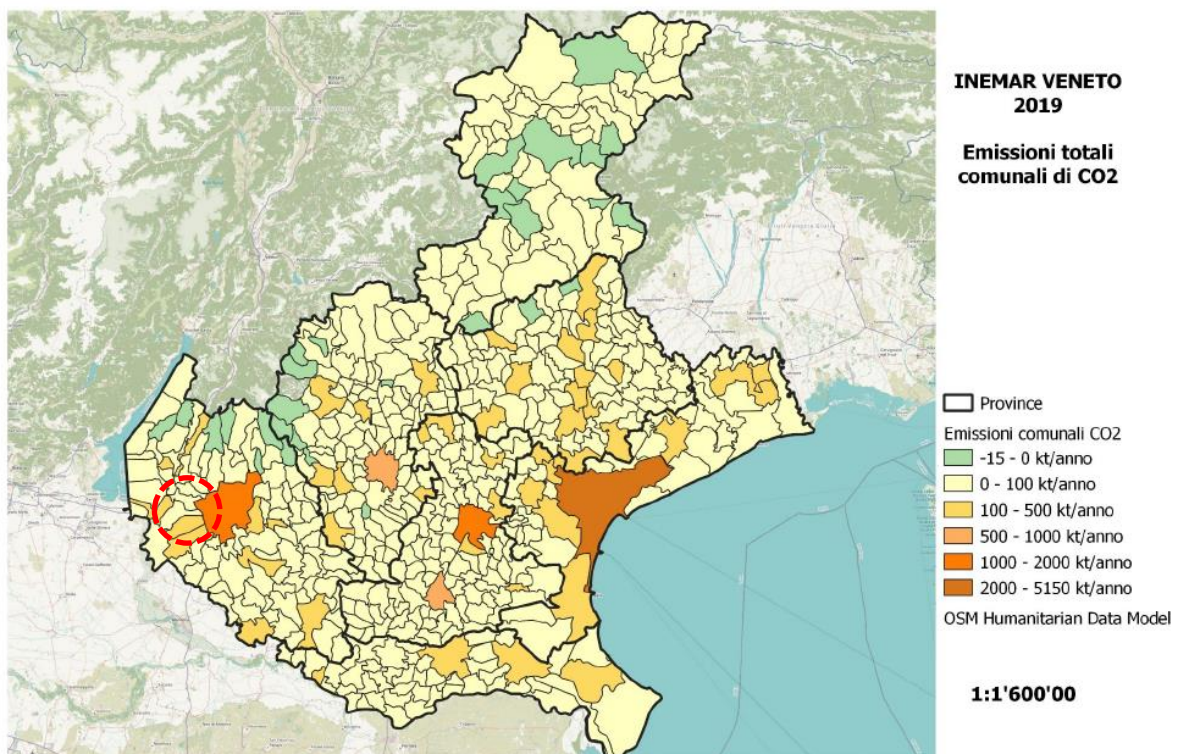 INEMAR VENETO
2019
Emissioni totali
comunali di CO2
Province
Emissioni comunali CO2
-15 - 0 kt/anno
0 - 100 kt/anno
100 - 500 kt/anno
500 - 1000 kt/anno
1000 - 2000 kt/anno
2000 - 5150 kt/anno
OSM Humanitarian Data Model
1:1'600'00